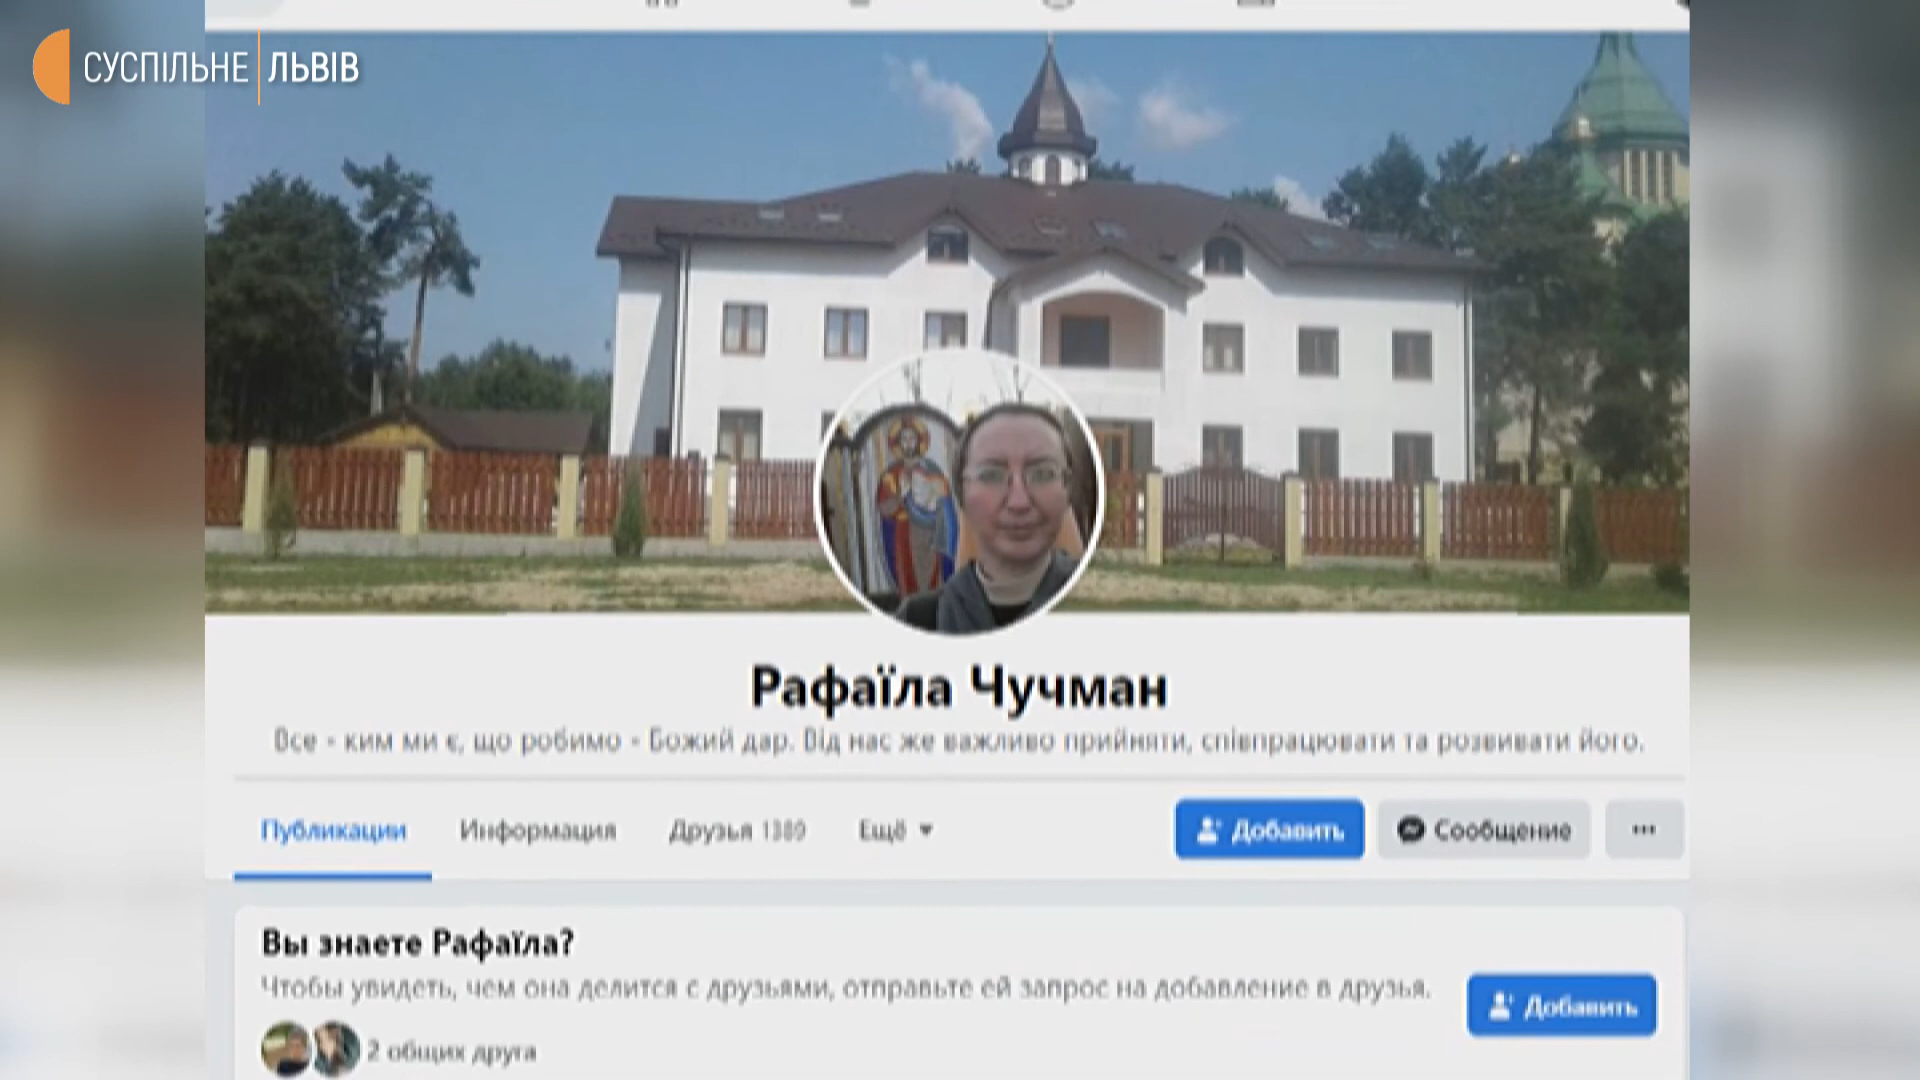 СУСПІЛЬНЕ ЛЬВІВ
Рафаїла Чучман
Все - ким ми є, що робимо - Божий дар. Від нас же важливо прийняти, співпрацювати та розвивати його.
Публикации Информация Друзья 1389 Ещё Добавить Сообщение ...
Вы знаете Рафаїла?
Чтобы увидеть, чем она делится с друзьями, отправьте ей запрос на добавление в друзья.
Добавить
2 общих друга